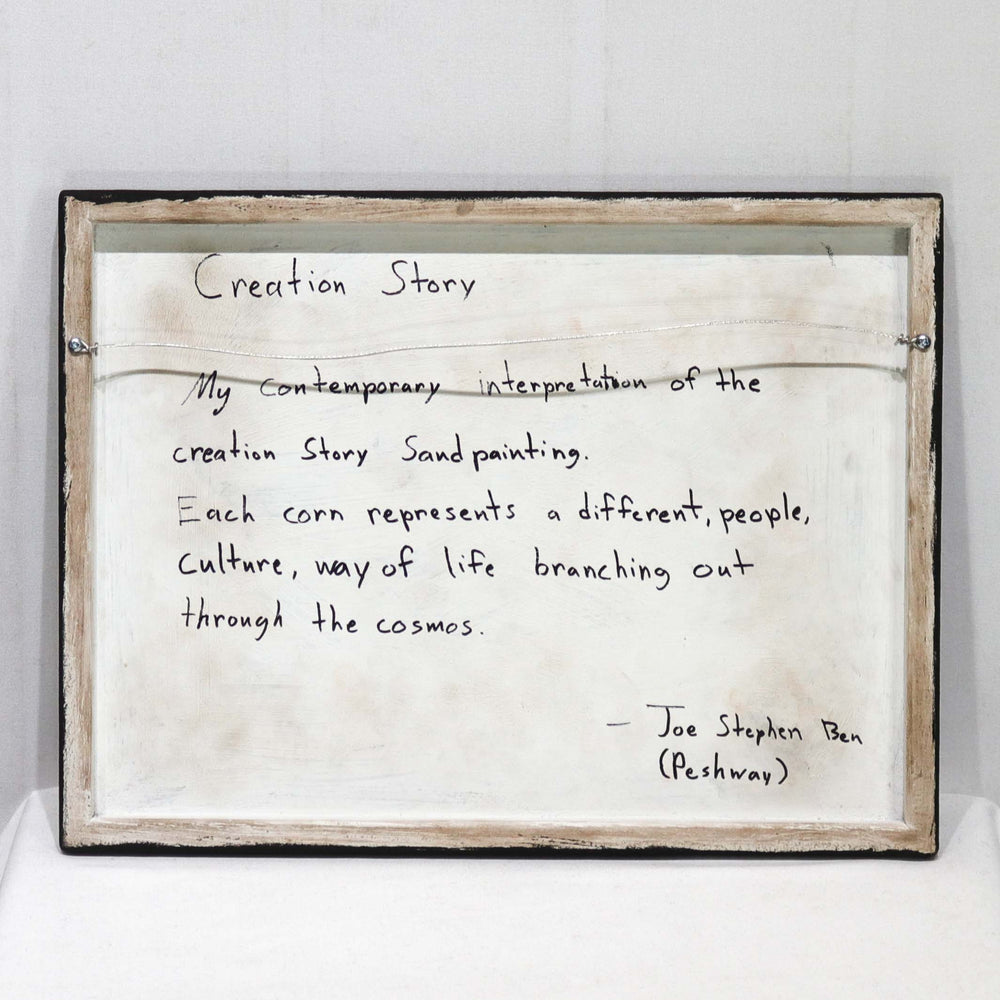 Creation Story
My contemporary interpretation of the
creation Story Sandpainting.
Each corn represents a different, people,
Culture, way of life branching out
through the cosmos.
- Joe Stephen Ben
(Peshway)